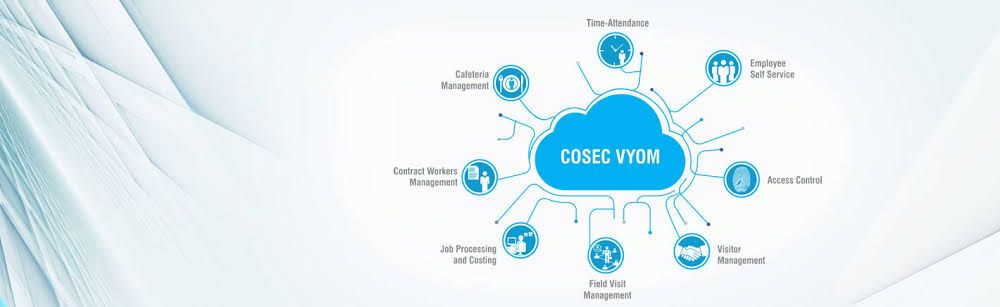 Time-Attendance
Employee
Self Service
Cafeteria
Management
COSEC VYOM
Contract Workers
Management
Access Control
Job Processing
and Costing
Visitor
Management
Field Visit
Management